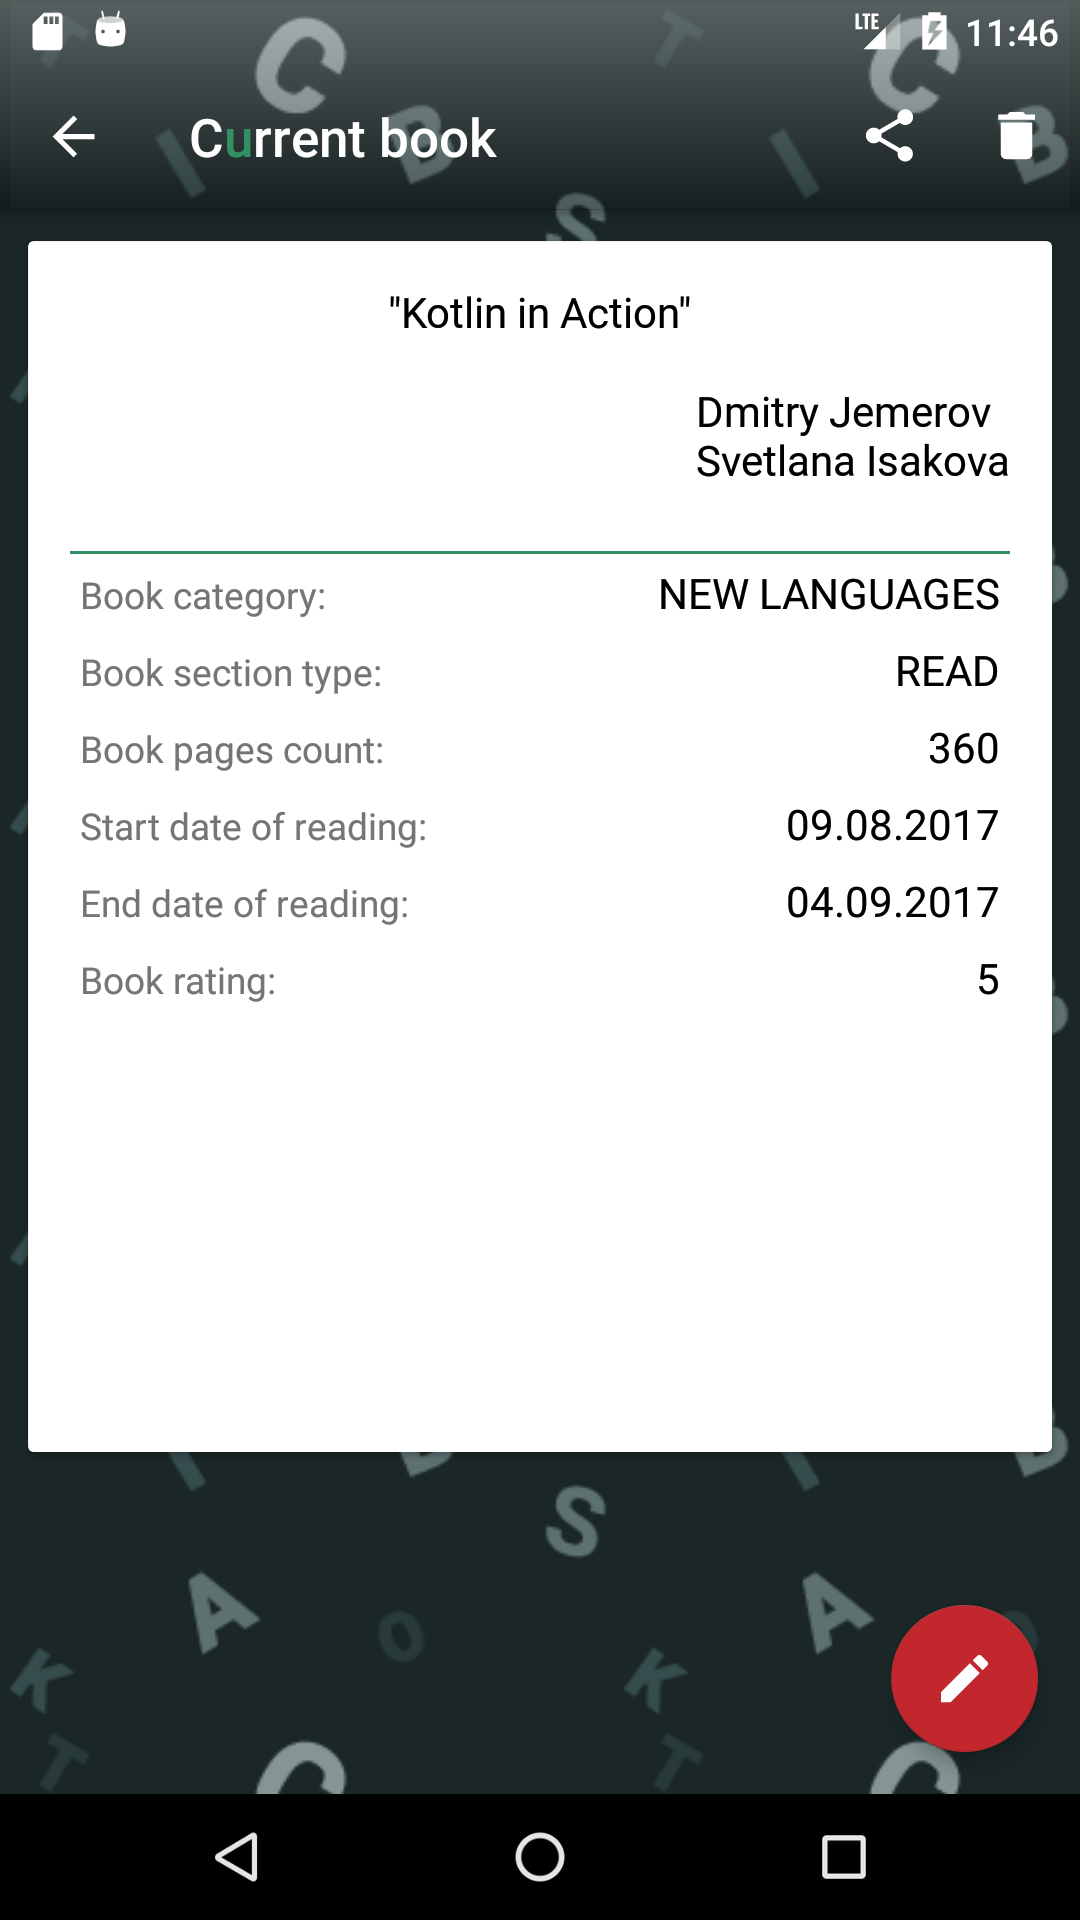 LTE 11:46
Current book
"Kotlin in Action"
Dmitry Jemerov
Svetlana Isakova
Book category: NEW LANGUAGES
Book section type: READ
Book pages count: 360
Start date of reading: 09.08.2017
End date of reading: 04.09.2017
Book rating: 5